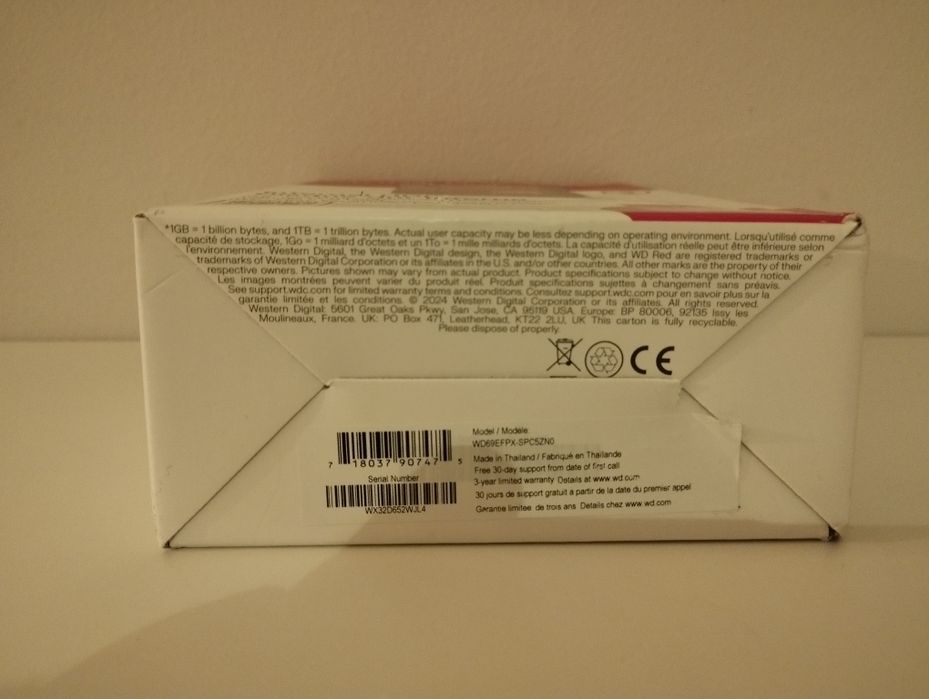 *1GB = 1 billion bytes, and 1TB = 1 trillion bytes. Actual user capacity may be less depending on operating environment. Lorsqu'utilisé comme
capacité de stockage, 1Go = 1 milliard d'octets et un 1To = 1 mille milliards d'octets. La capacité d'utilisation réelle peut être inférieure selon
l'environnement. Western Digital, the Western Digital design, the Western Digital logo, and WD Red are registered trademarks or
trademarks of Western Digital Corporation or its affiliates in the U.S. and/or other countries. All other marks are the property of their
respective owners. Pictures shown may vary from actual product. Product specifications subject to change without notice.
Les images montrées peuvent varier du produit réel. Produit spécifications sujettes à changement sans préavis.
See support.wdc.com for limited warranty terms and conditions. Consultez support.wdc.com pour en savoir plus sur la
garantie limitée et les conditions. © 2024 Western Digital Corporation or its affiliates. All rights reserved.
Western Digital: 5601 Great Oaks Pkwy, San Jose, CA 95119 USA. Europe: BP 80006, 92135 Issy les
Moulineaux, France. UK: PO Box 471, Leatherhead, KT22 2LU, UK This carton is fully recyclable.
Please dispose of properly.
CE
7 18037 90747 5
Serial Number
WX32D652WJL4
Model / Modèle:
WD69EFPX-SPC5ZN0
Made in Thailand / Fabriqué en Thaïlande
Free 30-day support from date of first call
3-year limited warranty Details at www.wd.com
30 jours de support gratuit a partir de la date du premier appel
Garantie limitee de trois ans Details chez www.wd.com